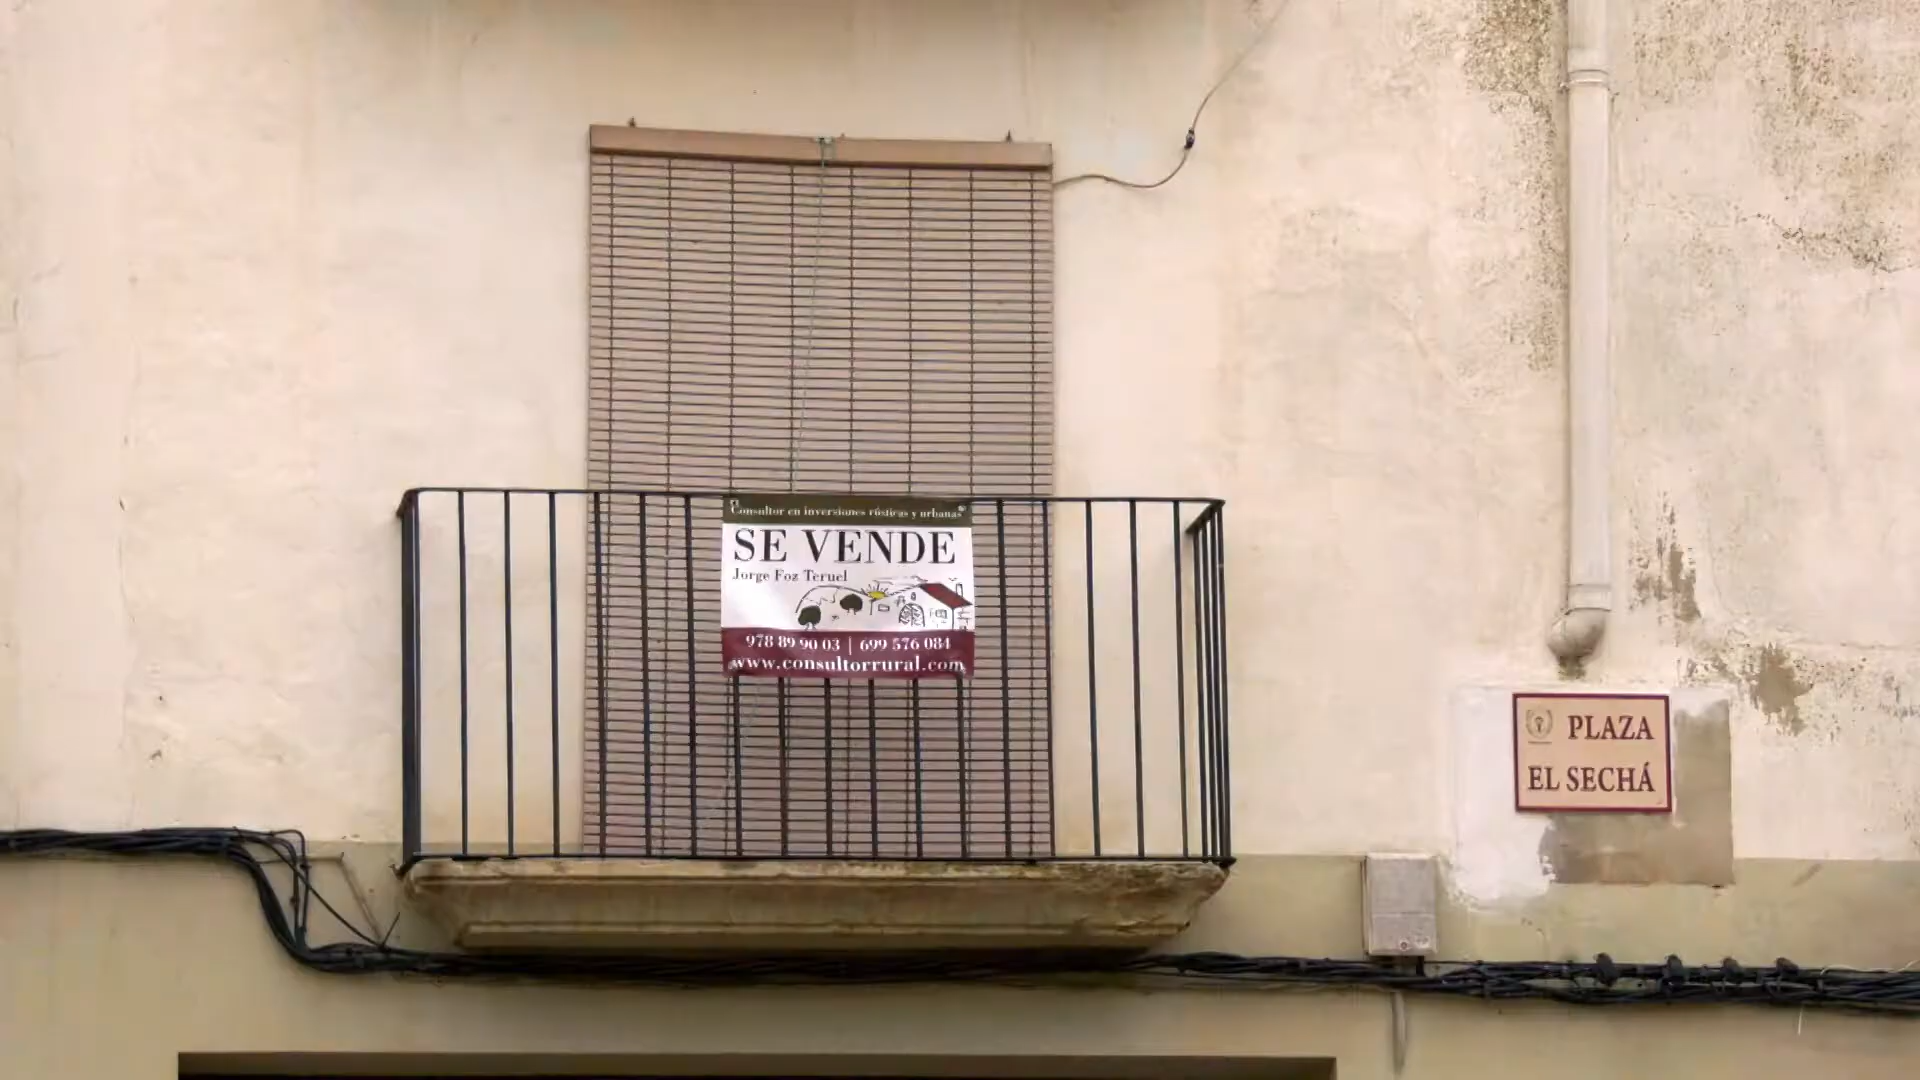 Consultor en inversiones rústicas y urbanas
SE VENDE
Jorge Foz Teruel
978 89 90 03 | 699 576 084
www.consultorrural.com
PLAZA
EL SECHÁ